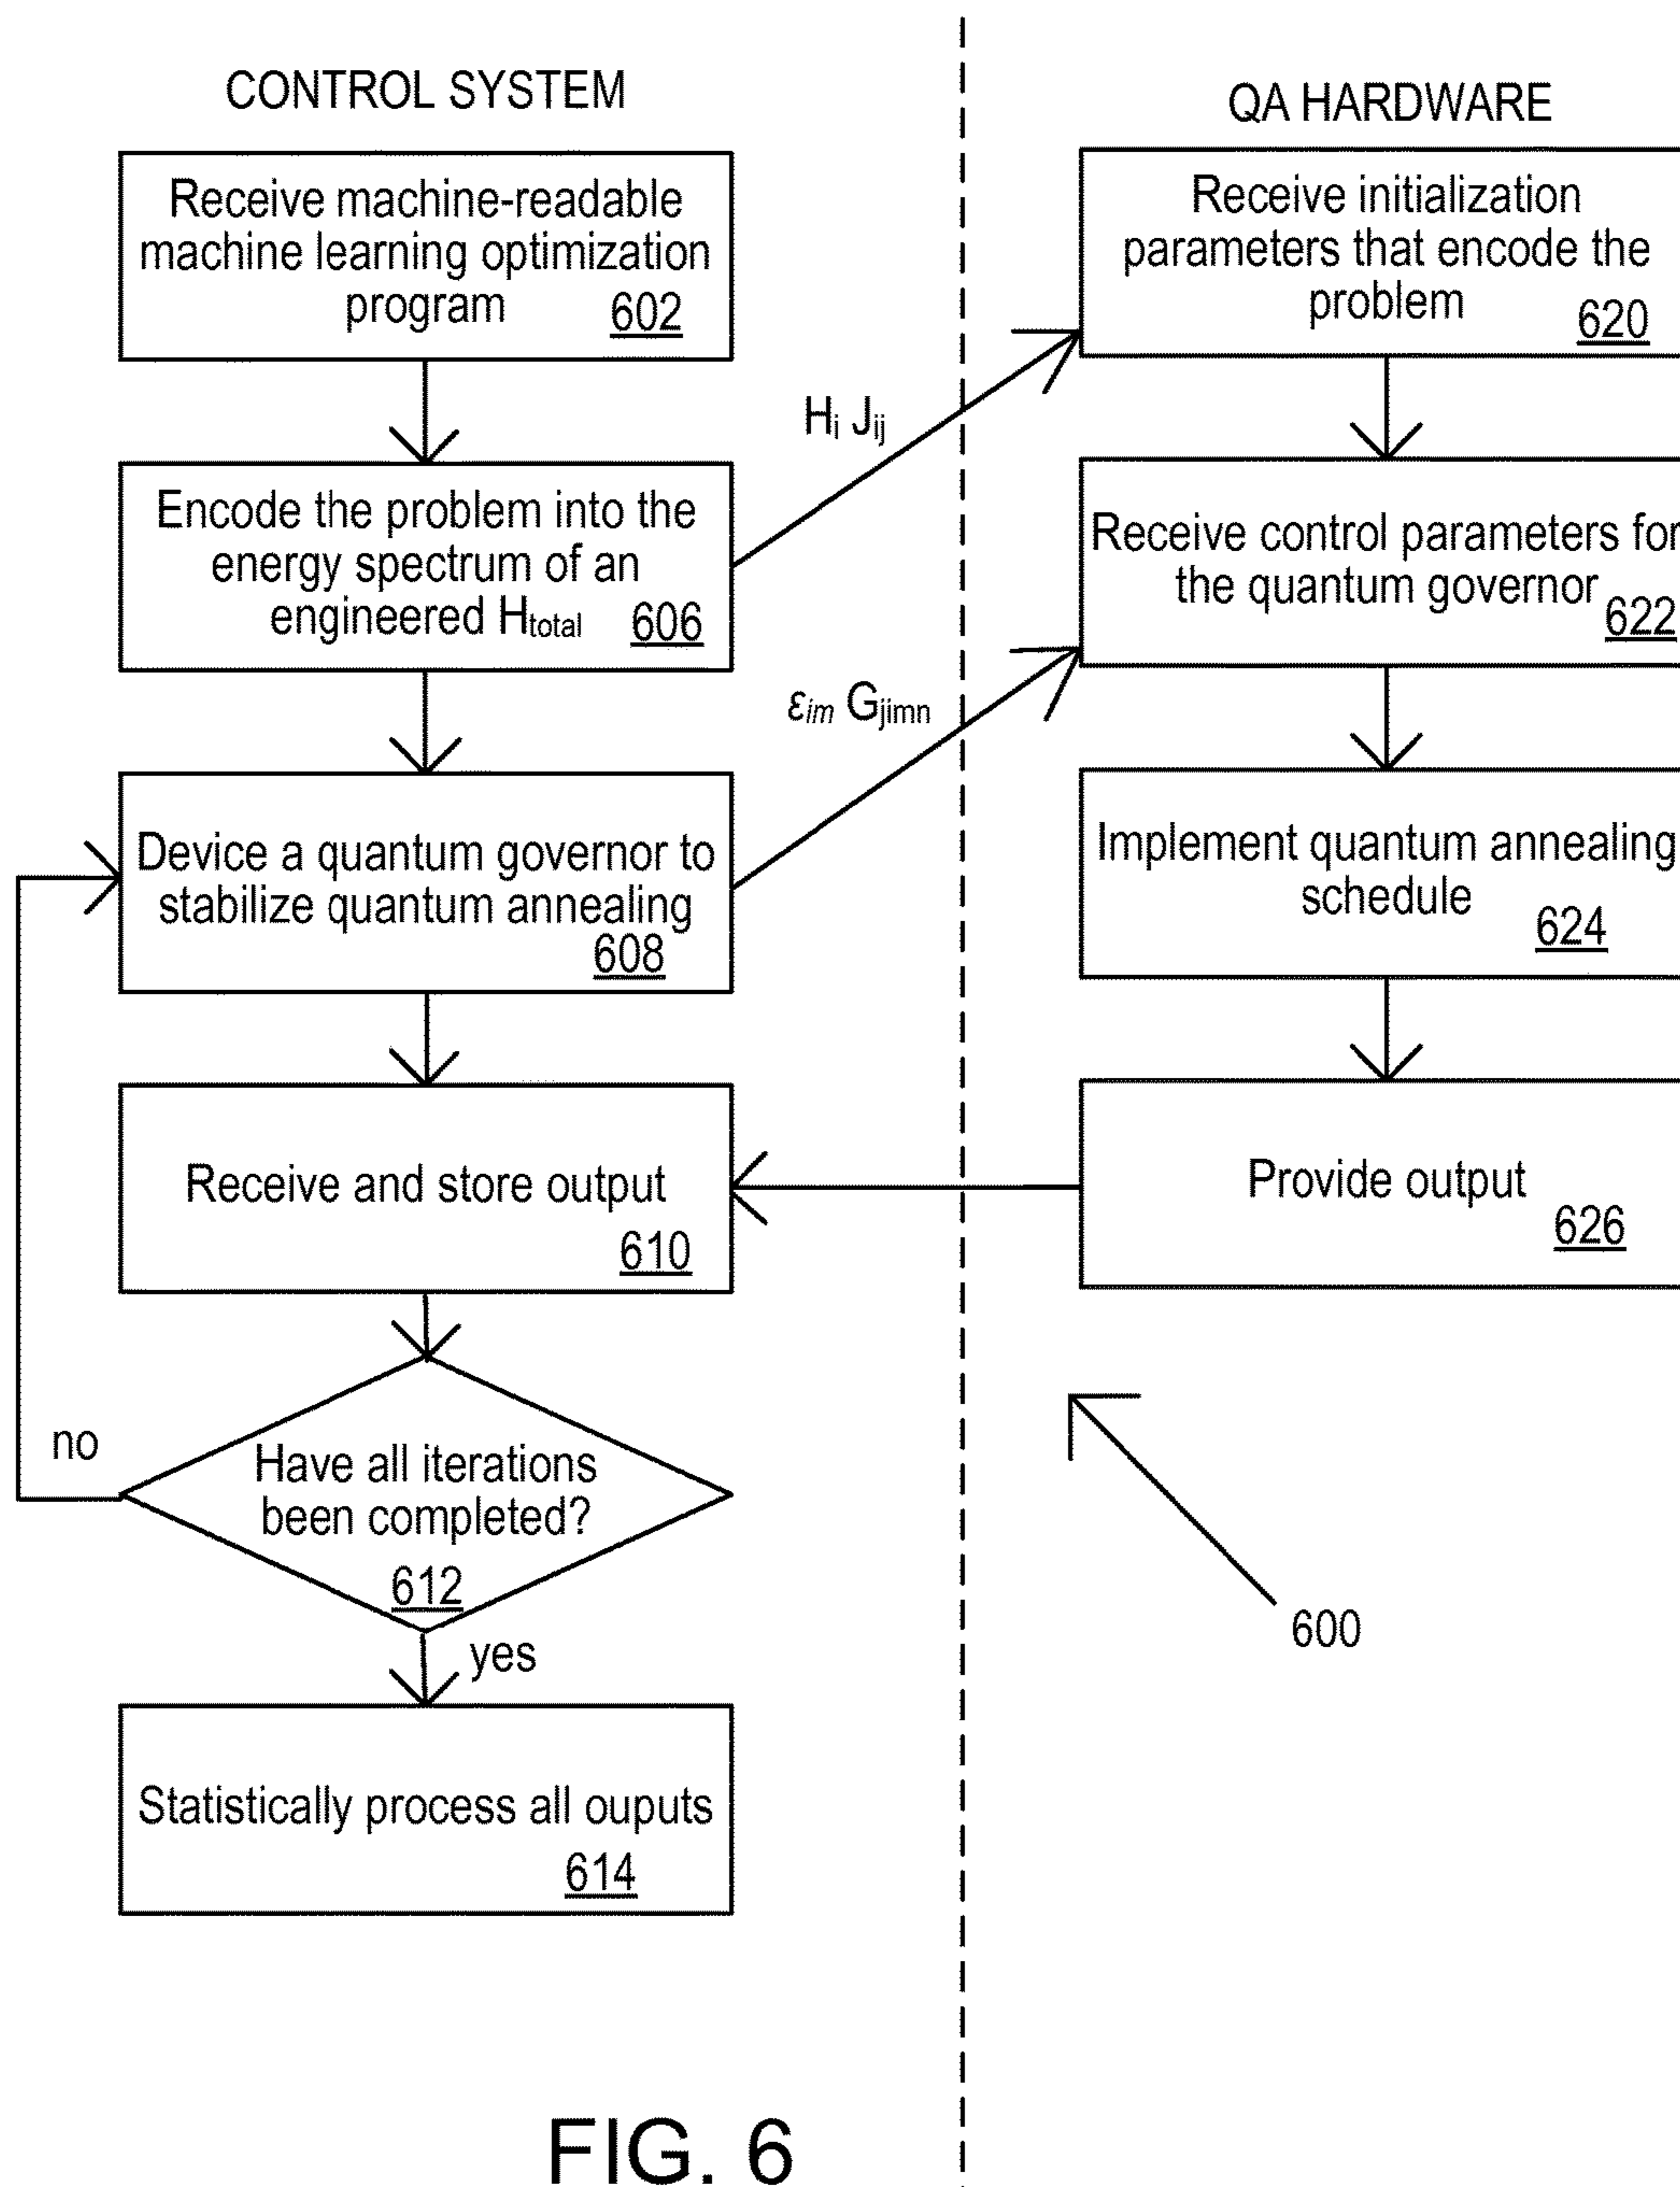 CONTROL SYSTEM
Receive machine-readable
machine learning optimization
program 602
Encode the problem into the
energy spectrum of an
engineered Htotal 606
Device a quantum governor to
stabilize quantum annealing
608
Receive and store output
610
no
Have all iterations
been completed?
612
yes
Statistically process all ouputs
614
Hi Jij
εim Gjimn
QA HARDWARE
Receive initialization
parameters that encode the
problem 620
Receive control parameters for
the quantum governor 622
Implement quantum annealing
schedule 624
Provide output
626
600
FIG. 6